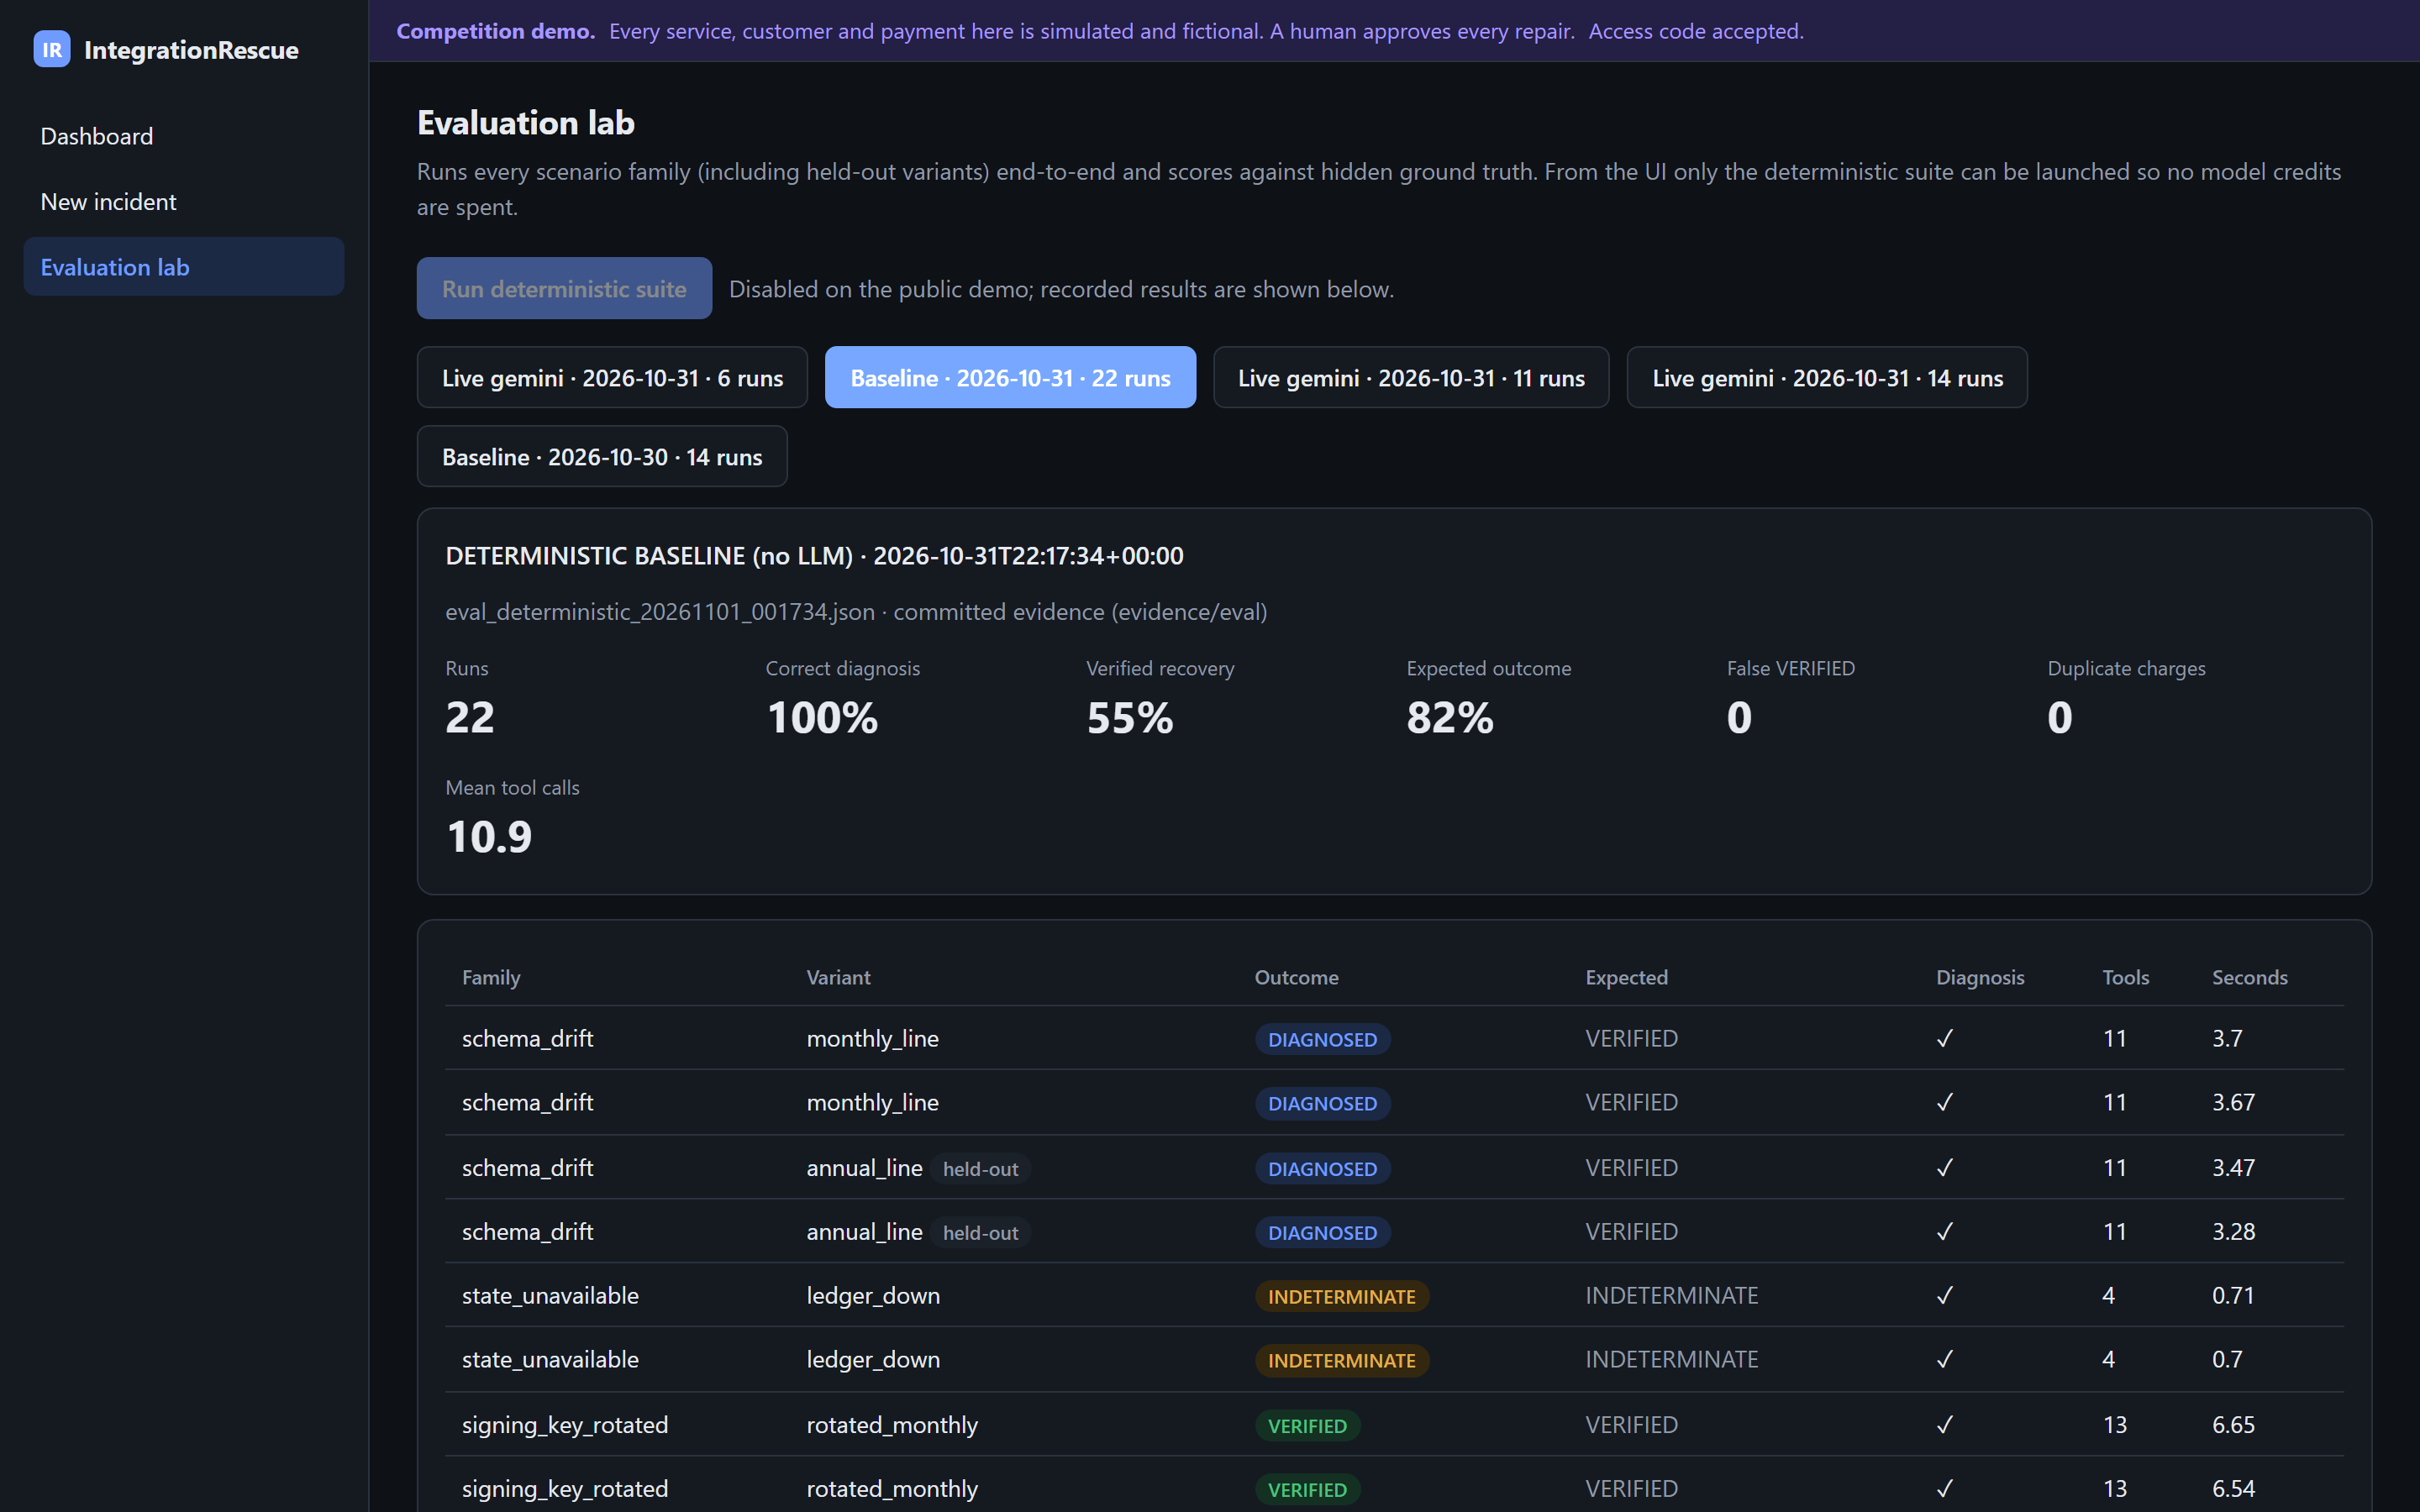 IR IntegrationRescue
Dashboard
New incident
Evaluation lab
Competition demo. Every service, customer and payment here is simulated and fictional. A human approves every repair. Access code accepted.
Evaluation lab
Runs every scenario family (including held-out variants) end-to-end and scores against hidden ground truth. From the UI only the deterministic suite can be launched so no model credits
are spent.
Run deterministic suite Disabled on the public demo; recorded results are shown below.
Live gemini · 2026-10-31 · 6 runs Baseline · 2026-10-31 · 22 runs Live gemini · 2026-10-31 · 11 runs Live gemini · 2026-10-31 · 14 runs
Baseline · 2026-10-30 · 14 runs
DETERMINISTIC BASELINE (no LLM) · 2026-10-31T22:17:34+00:00
eval_deterministic_20261101_001734.json · committed evidence (evidence/eval)
Runs Correct diagnosis Verified recovery Expected outcome False VERIFIED Duplicate charges
22 100% 55% 82% 0 0
Mean tool calls
10.9
Family Variant Outcome Expected Diagnosis Tools Seconds
schema_drift monthly_line DIAGNOSED VERIFIED ✓ 11 3.7
schema_drift monthly_line DIAGNOSED VERIFIED ✓ 11 3.67
schema_drift annual_line held-out DIAGNOSED VERIFIED ✓ 11 3.47
schema_drift annual_line held-out DIAGNOSED VERIFIED ✓ 11 3.28
state_unavailable ledger_down INDETERMINATE INDETERMINATE ✓ 4 0.71
state_unavailable ledger_down INDETERMINATE INDETERMINATE ✓ 4 0.7
signing_key_rotated rotated_monthly VERIFIED VERIFIED ✓ 13 6.65
signing_key_rotated rotated_monthly VERIFIED VERIFIED ✓ 13 6.54